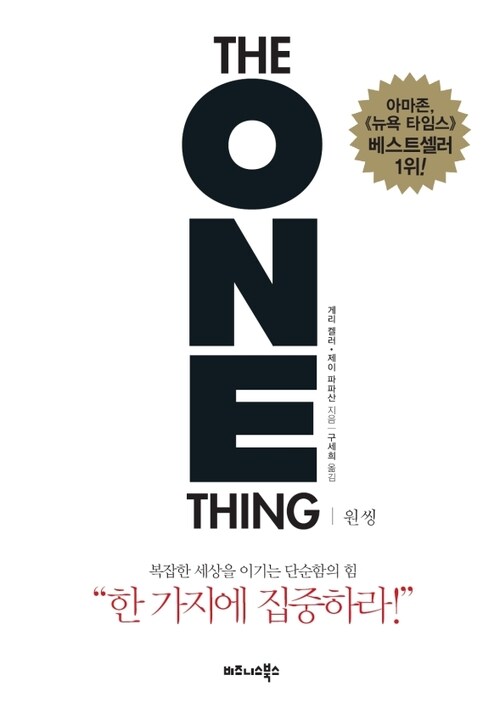 THE
O
N
E
THING | 원씽
아마존,
《뉴욕 타임스》
베스트셀러
1위!
게리 켈러 • 제이 파파산 지음 | 구세희 옮김
복잡한 세상을 이기는 단순함의 힘
“한 가지에 집중하라!”
비즈니스북스